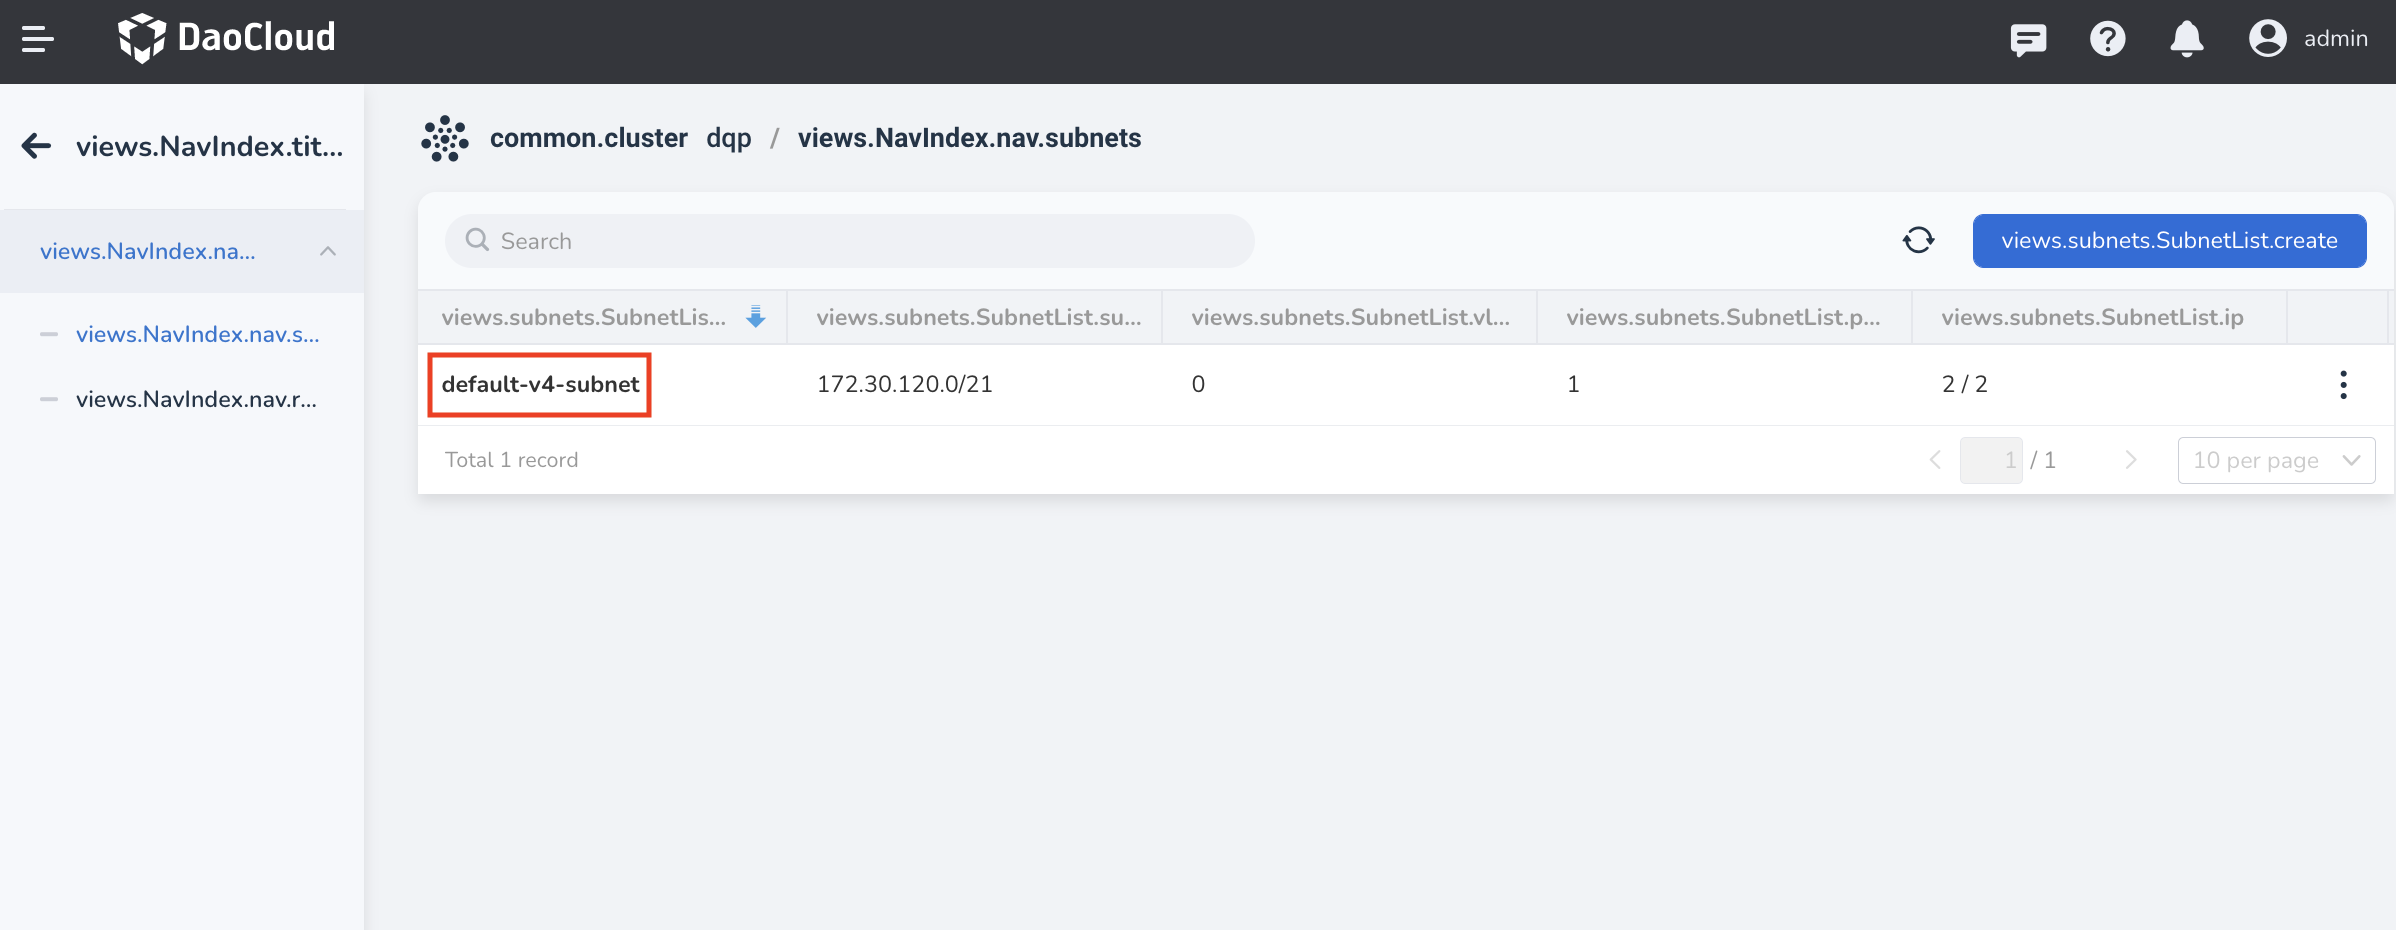 DaoCloud
admin
views.NavIndex.tit...
common.cluster dqp / views.NavIndex.nav.subnets
views.NavIndex.na...
views.NavIndex.nav.s...
views.NavIndex.nav.r...
Search
views.subnets.SubnetList.create
views.subnets.SubnetLis... views.subnets.SubnetList.su... views.subnets.SubnetList.vl... views.subnets.SubnetList.p... views.subnets.SubnetList.ip
default-v4-subnet 172.30.120.0/21 0 1 2 / 2
Total 1 record
1 / 1
10 per page